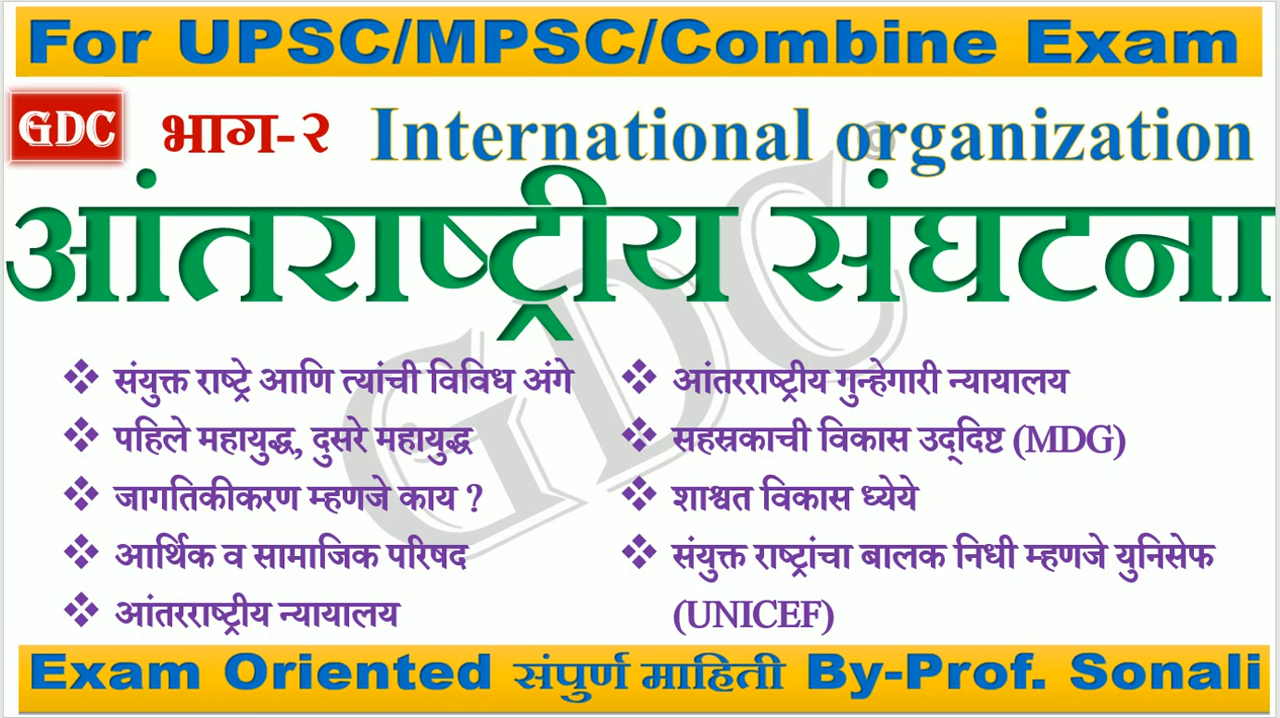 For UPSC/MPSC/Combine Exam
GDC भाग-२ International organization
आंतराष्ट्रीय संघटना
❖ संयुक्त राष्ट्रे आणि त्यांची विविध अंगे
❖ पहिले महायुद्ध, दुसरे महायुद्ध
❖ जागतिकीकरण म्हणजे काय ?
❖ आर्थिक व सामाजिक परिषद
❖ आंतरराष्ट्रीय न्यायालय
❖ आंतरराष्ट्रीय गुन्हेगारी न्यायालय
❖ सहस्रकाची विकास उद्‌दिष्ट (MDG)
❖ शाश्वत विकास ध्येये
❖ संयुक्त राष्ट्रांचा बालक निधी म्हणजे युनिसेफ
(UNICEF)
GDC©
Exam Oriented संपुर्ण माहिती By-Prof. Sonali